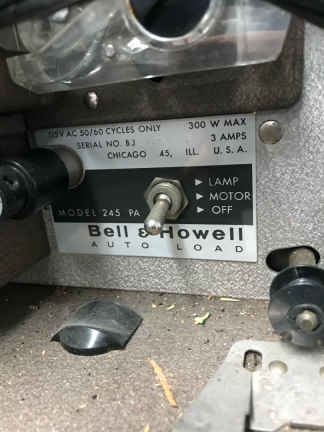 115V AC 50/60 CYCLES ONLY 300 W MAX
SERIAL NO. BJ 3 AMPS
CHICAGO 45, ILL. U.S.A.
▶ LAMP
▶ MOTOR
MODEL 245 PA ▶ OFF
Bell & Howell
AUTO LOAD